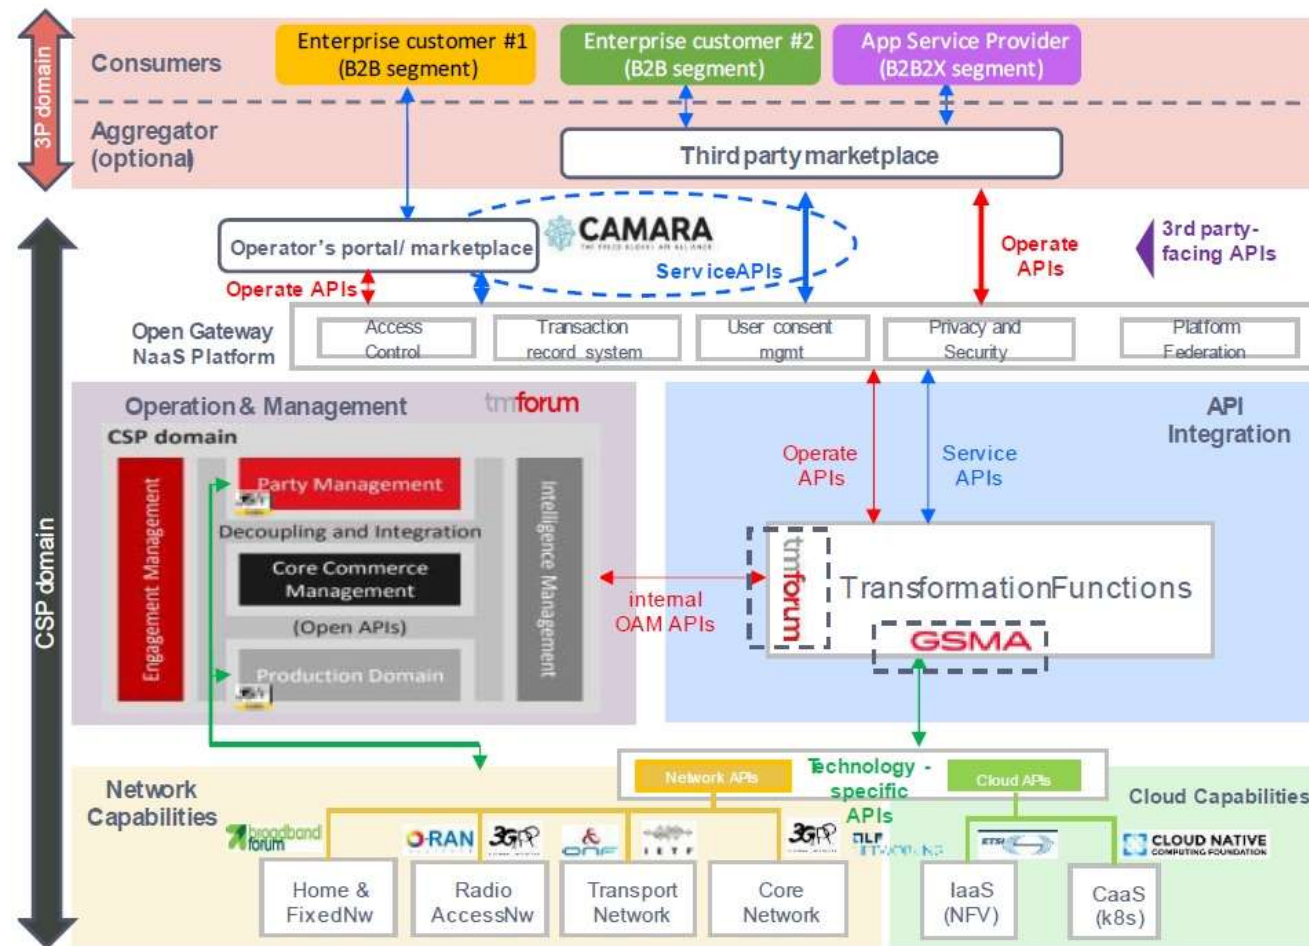 3P domain
Consumers
Enterprise customer #1
(B2B segment)
Enterprise customer #2
(B2B segment)
App Service Provider
(B2B2X segment)
Aggregator
(optional)
Third party marketplace
CSP domain
Operator's portal/ marketplace
CAMARA
THE TELCO GLOBAL API ALLIANCE
ServiceAPIs
Operate APIs
Operate
APIs
3rd party-
facing APIs
Open Gateway
NaaS Platform
Access
Control
Transaction
record system
User consent
mgmt
Privacy and
Security
Platform
Federation
Operation & Management
tmforum
CSP domain
Engagement Management
Party Management
Decoupling and Integration
Core Commerce
Management
(Open APIs)
Production Domain
Intelligence Management
internal
OAM APIs
API
Integration
Operate
APIs
Service
APIs
tmforum
TransformationFunctions
GSMA
Network
Capabilities
Network APIs
Technology -
specific
APIs
Cloud APIs
Cloud Capabilities
broadband
forum
O-RAN
3GPP
ONF
IETF
3GPP
ETSI
CLOUD NATIVE
COMPUTING FOUNDATION
Home &
FixedNw
Radio
AccessNw
Transport
Network
Core
Network
IaaS
(NFV)
CaaS
(k8s)